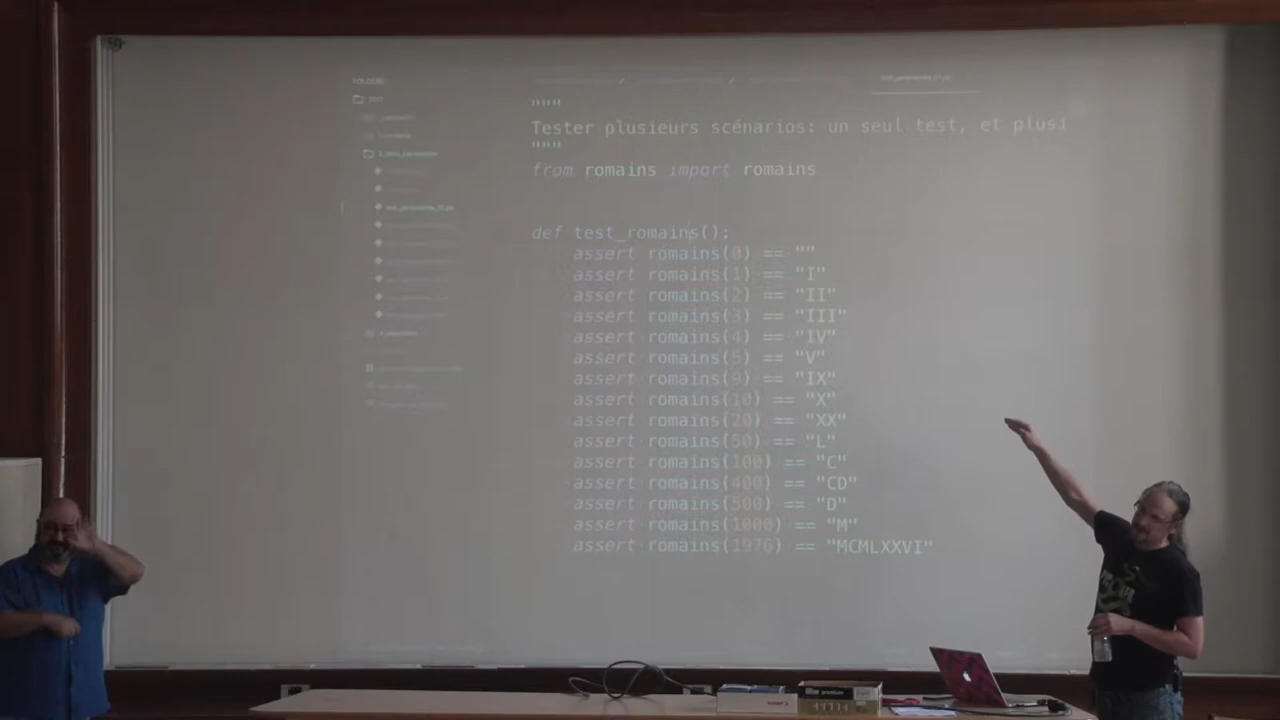 FOLDERS
"""
Tester plusieurs scénarios: un seul test, et plusi
"""
from romains import romains
def test_romains():
assert romains(0) == ""
assert romains(1) == "I"
assert romains(2) == "II"
assert romains(3) == "III"
assert romains(4) == "IV"
assert romains(5) == "V"
assert romains(9) == "IX"
assert romains(10) == "X"
assert romains(20) == "XX"
assert romains(50) == "L"
assert romains(100) == "C"
assert romains(400) == "CD"
assert romains(500) == "D"
assert romains(1000) == "M"
assert romains(1976) == "MCMLXXVI"
Canon
premium